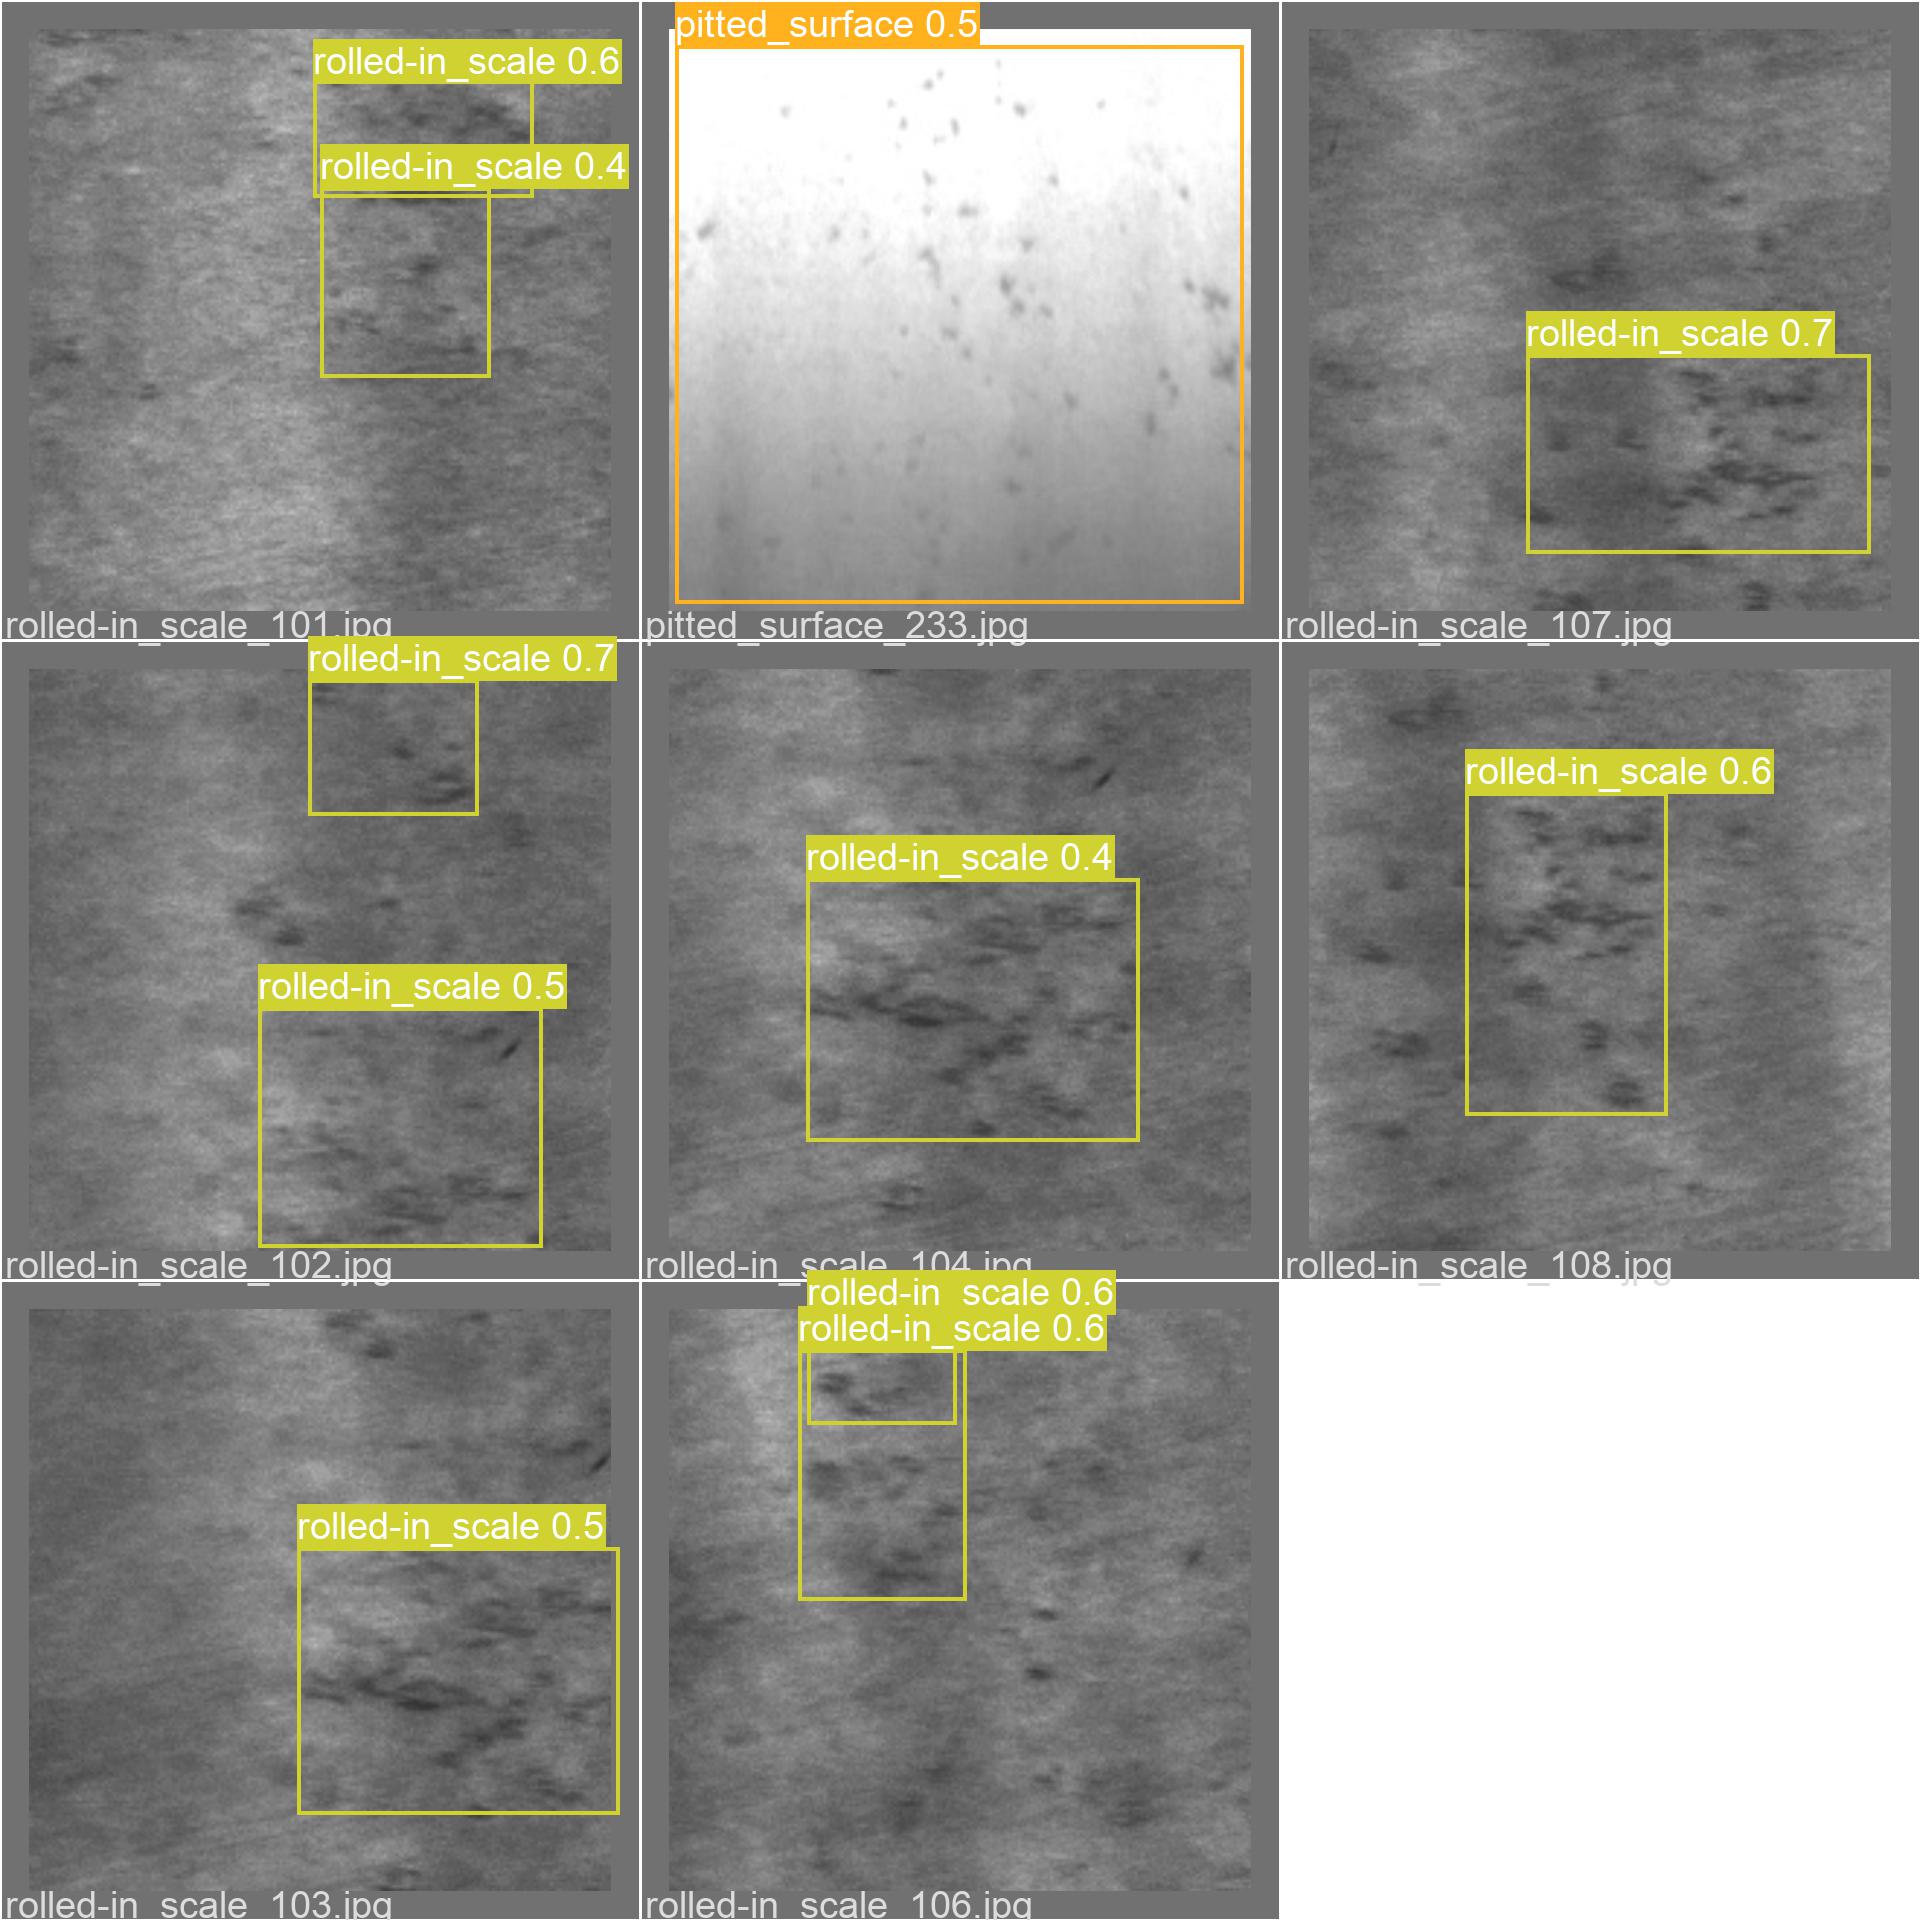 rolled-in_scale 0.6
rolled-in_scale 0.4
rolled-in_scale_101.jpg
pitted_surface 0.5
pitted_surface_233.jpg
rolled-in_scale 0.7
rolled-in_scale_107.jpg
rolled-in_scale 0.7
rolled-in_scale 0.5
rolled-in_scale_102.jpg
rolled-in_scale 0.4
rolled-in_scale_104.jpg
rolled-in_scale 0.6
rolled-in_scale_108.jpg
rolled-in_scale 0.5
rolled-in_scale_103.jpg
rolled-in_scale 0.6
rolled-in_scale 0.6
rolled-in_scale_106.jpg